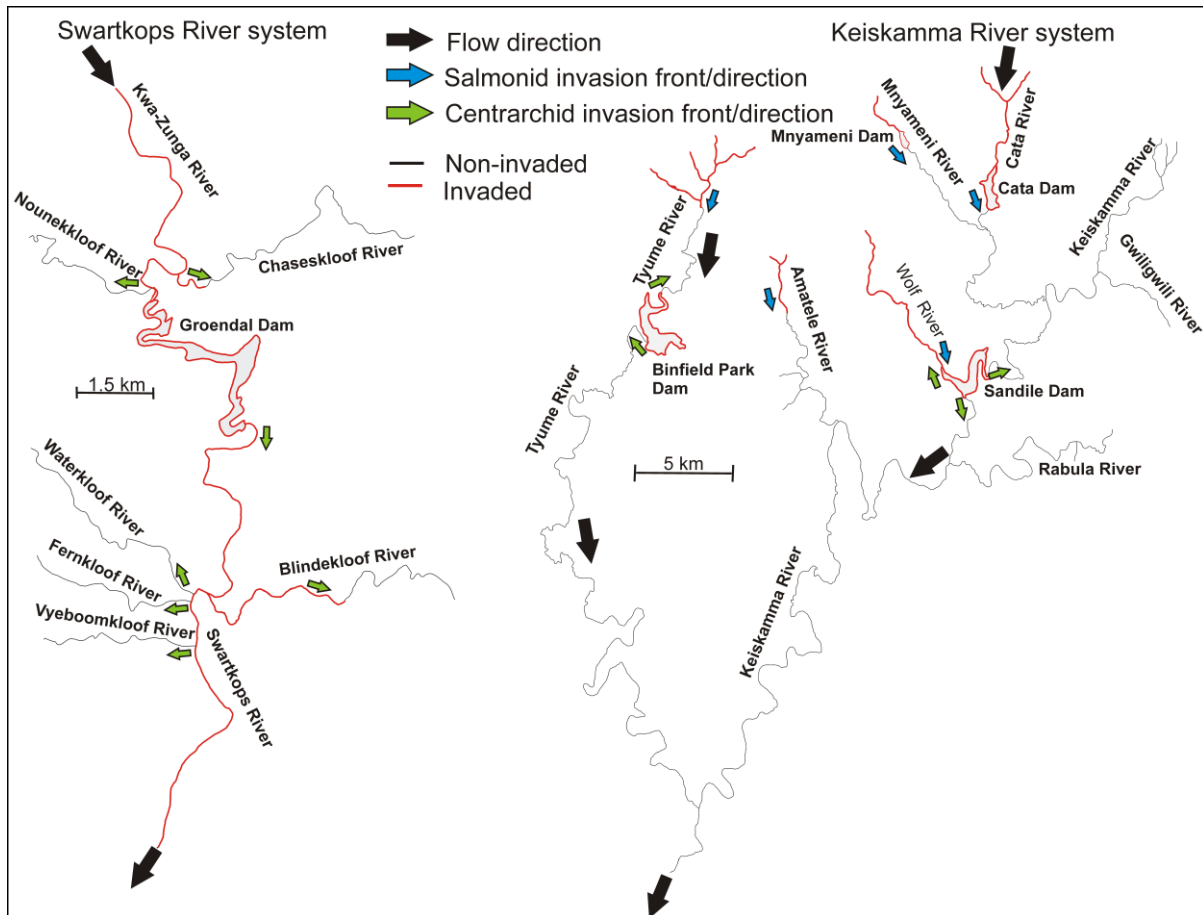 Swartkops River system
Flow direction
Salmonid invasion front/direction
Centrarchid invasion front/direction
Non-invaded
Invaded
Keiskamma River system
Kwa-Zunga River
Nounekkloof River
Chaseskloof River
Groendal Dam
1.5 km
Waterkloof River
Fernkloof River
Vyeboomkloof River
Blindekloof River
Swartkops River
Mnyameni Dam
Mnyameni River
Cata River
Cata Dam
Keiskamma River
Gwiligwili River
Tyume River
Amatele River
Wolf River
Binfield Park
Dam
Sandile Dam
Tyume River
5 km
Rabula River
Keiskamma River